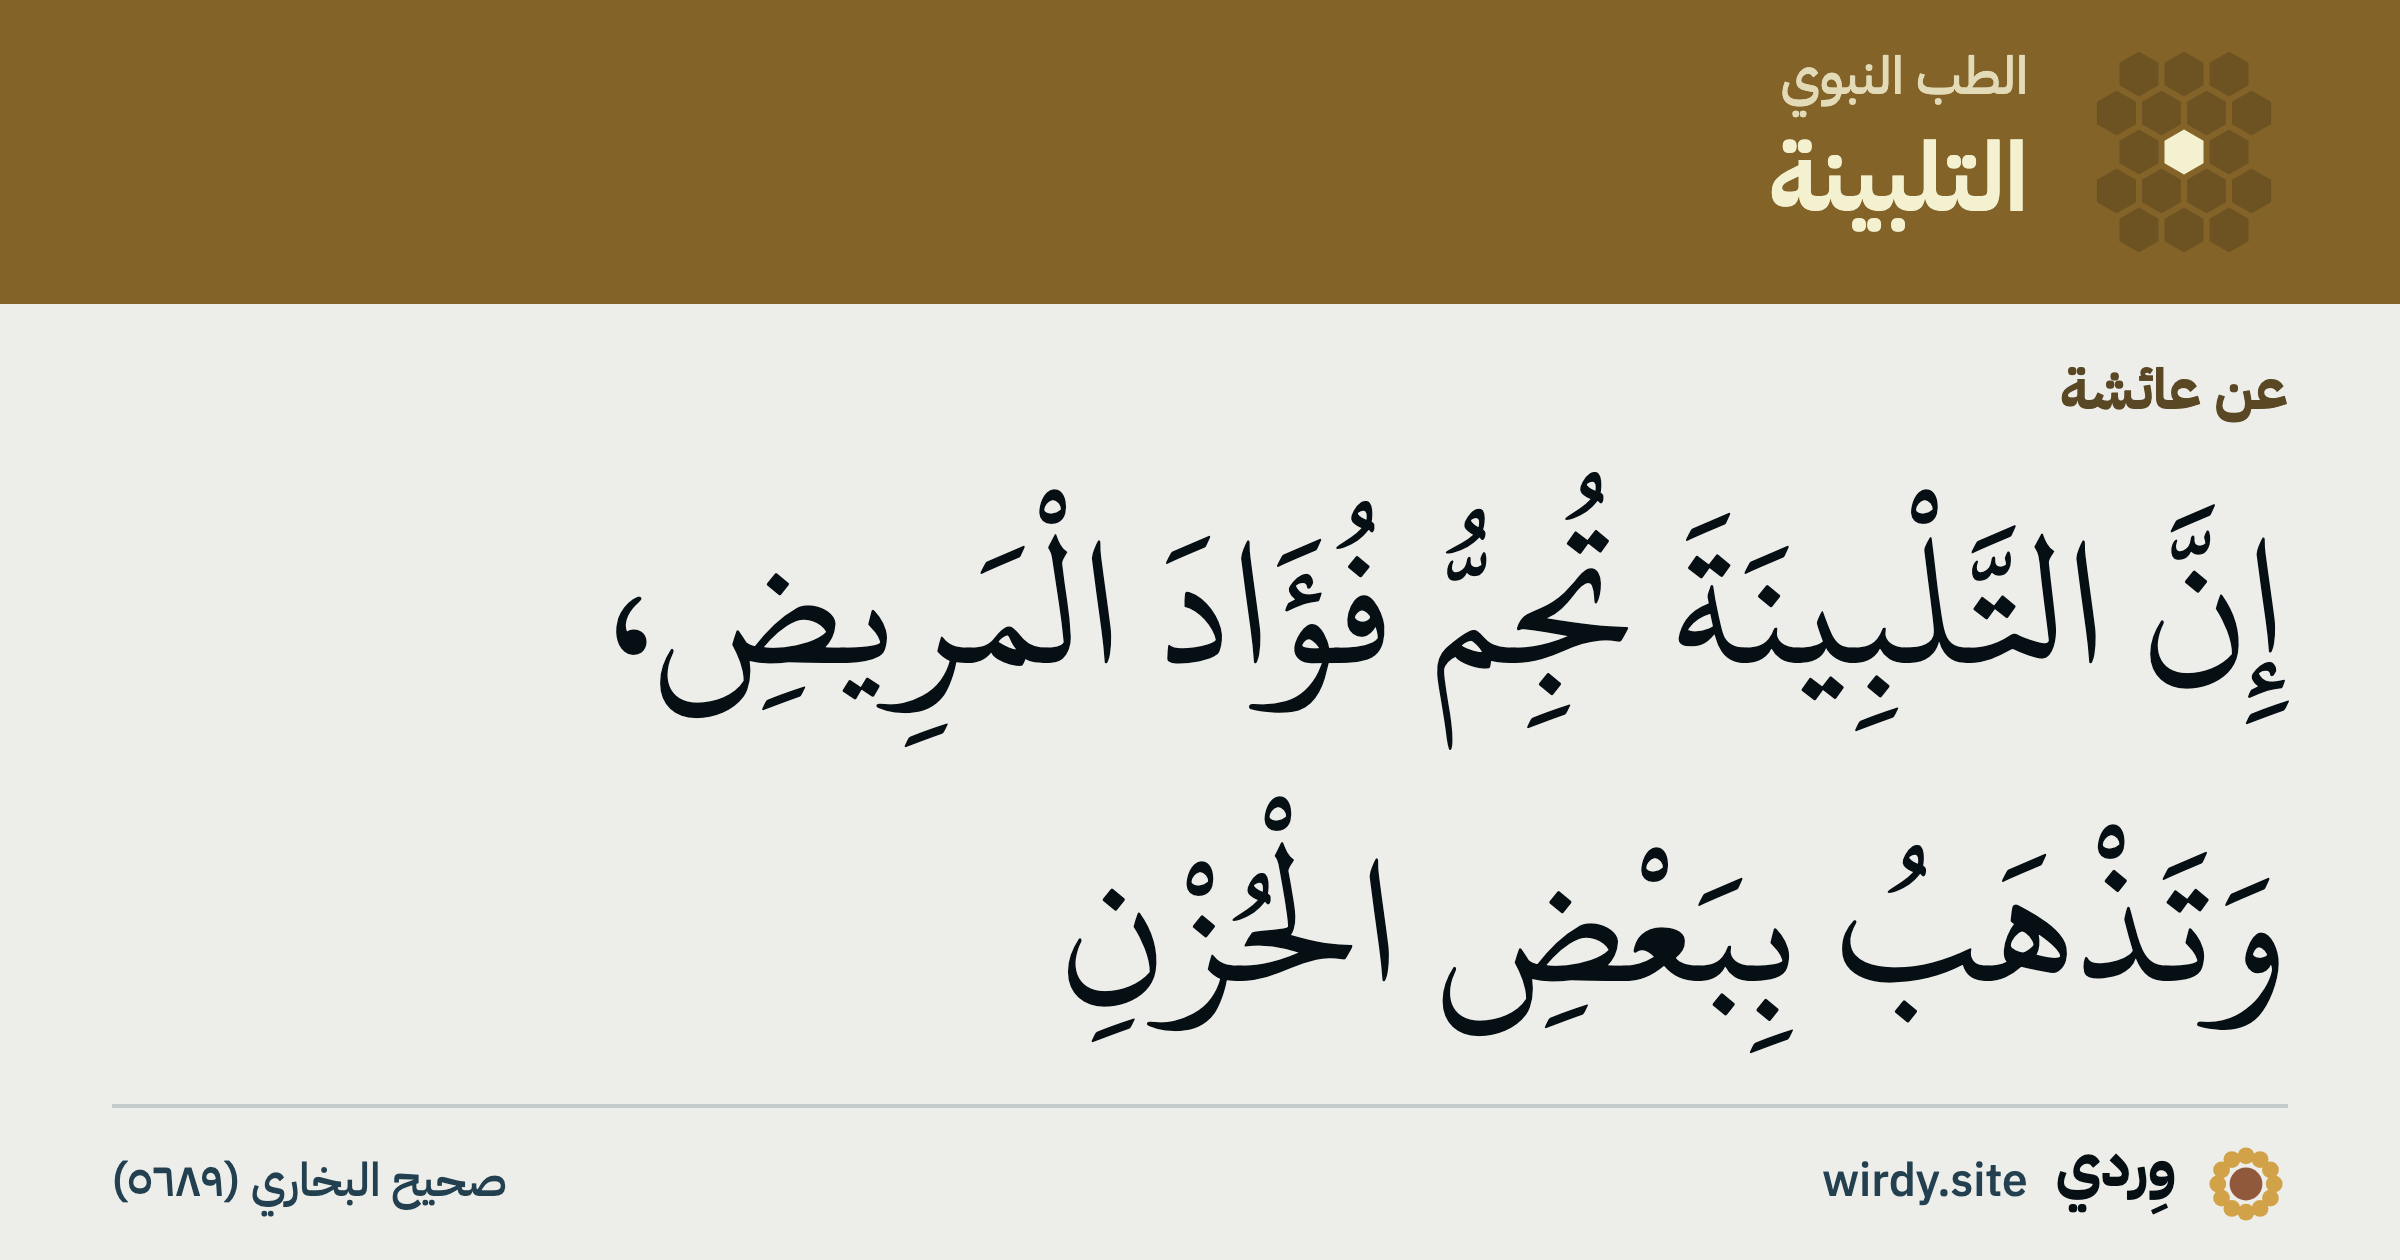 الطب النبوي
التلبينة
عن عائشة
إِنَّ التَّلْبِينَةَ تُجِمُّ فُؤَادَ الْمَرِيضِ،
وَتَذْهَبُ بِبَعْضِ الْحُزْنِ
وِردي wirdy.site
صحيح البخاري (٥٦٨٩)